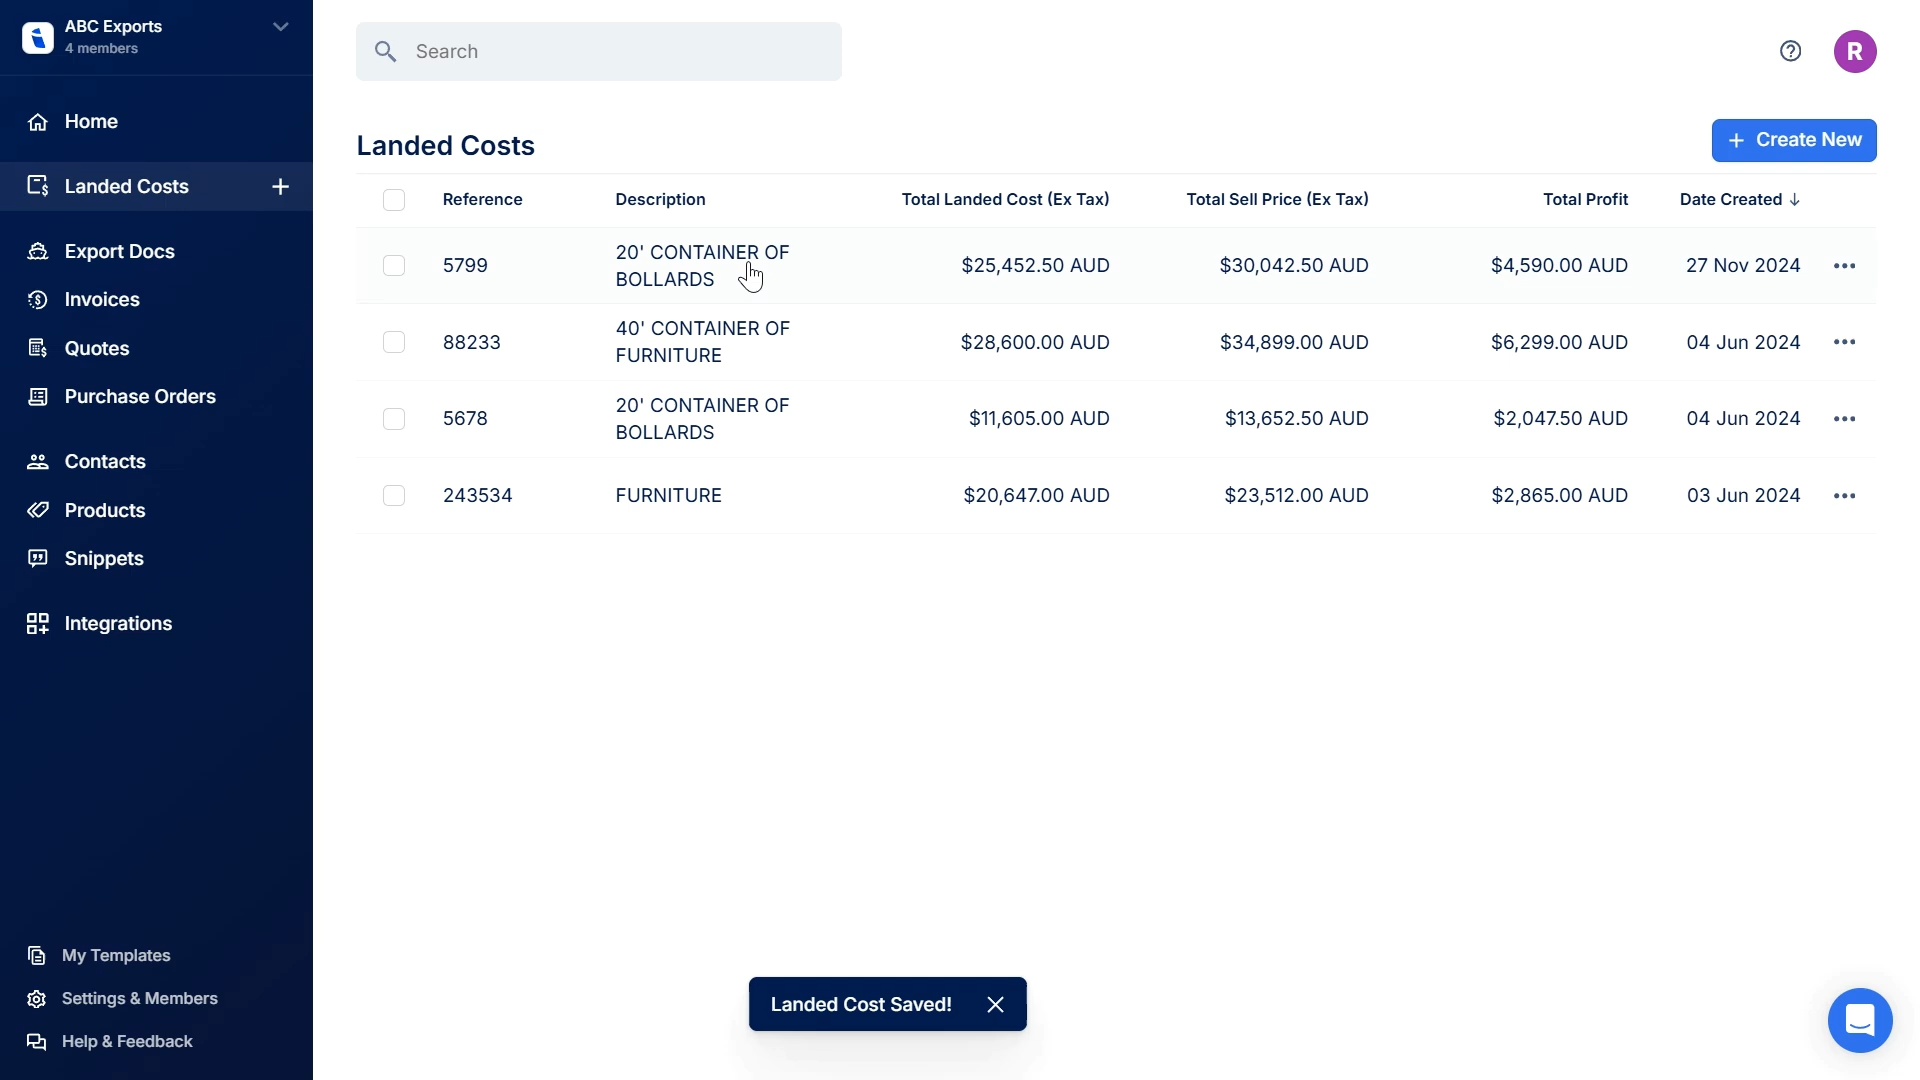 ABC Exports
4 members
Home
Landed Costs
Export Docs
Invoices
Quotes
Purchase Orders
Contacts
Products
Snippets
Integrations
My Templates
Settings & Members
Help & Feedback
Search
R
Landed Costs
+ Create New
Reference Description Total Landed Cost (Ex Tax) Total Sell Price (Ex Tax) Total Profit Date Created ↓
5799 20' CONTAINER OF $25,452.50 AUD $30,042.50 AUD $4,590.00 AUD 27 Nov 2024
BOLLARDS
88233 40' CONTAINER OF $28,600.00 AUD $34,899.00 AUD $6,299.00 AUD 04 Jun 2024
FURNITURE
5678 20' CONTAINER OF $11,605.00 AUD $13,652.50 AUD $2,047.50 AUD 04 Jun 2024
BOLLARDS
243534 FURNITURE $20,647.00 AUD $23,512.00 AUD $2,865.00 AUD 03 Jun 2024
Landed Cost Saved!